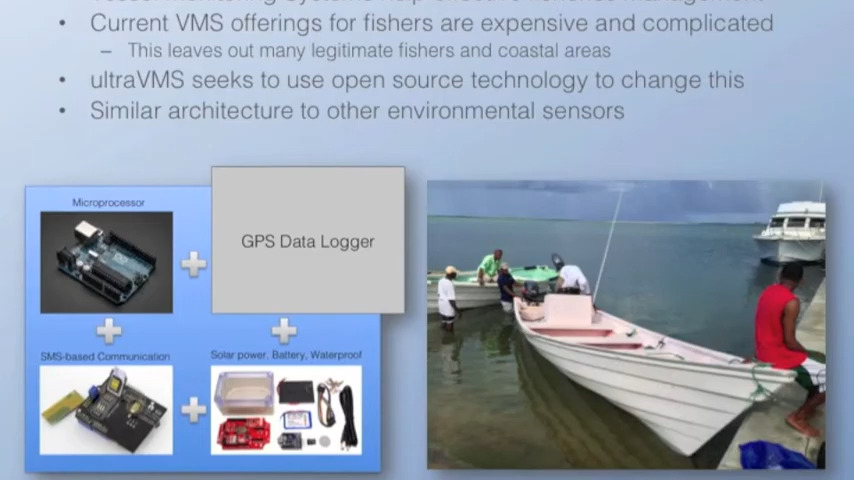 • Current VMS offerings for fishers are expensive and complicated
– This leaves out many legitimate fishers and coastal areas
• ultraVMS seeks to use open source technology to change this
• Similar architecture to other environmental sensors
Microprocessor
GPS Data Logger
SMS-based Communication
Solar power, Battery, Waterproof